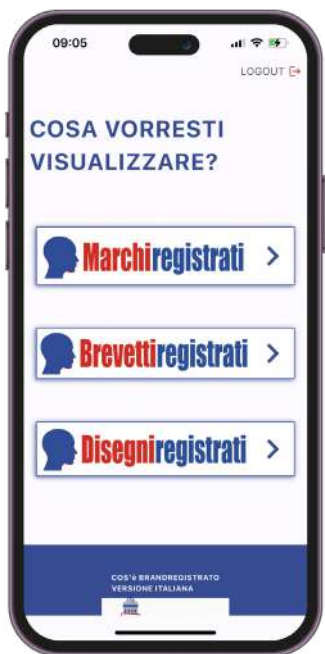 09:05
LOGOUT
COSA VORRESTI
VISUALIZZARE?
Marchiregistrati
Brevettiregistrati
Disegniregistrati
COS'è BRANDREGISTRATO
VERSIONE ITALIANA